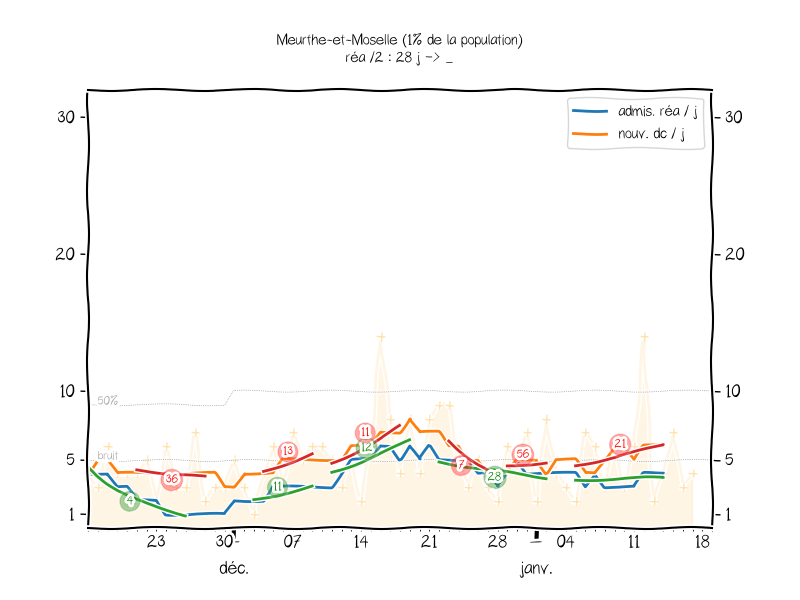 Meurthe-et-Moselle (1% de la population)
réa /2 : 28 j -> _
admis. réa / j
nouv. dc / j
30 30
20 20
10 10
50%
5 5
bruit
1 1
36
4
13
11
11
12
7
28
56
21
23 30 07 14 21 28 04 11 18
déc. janv.